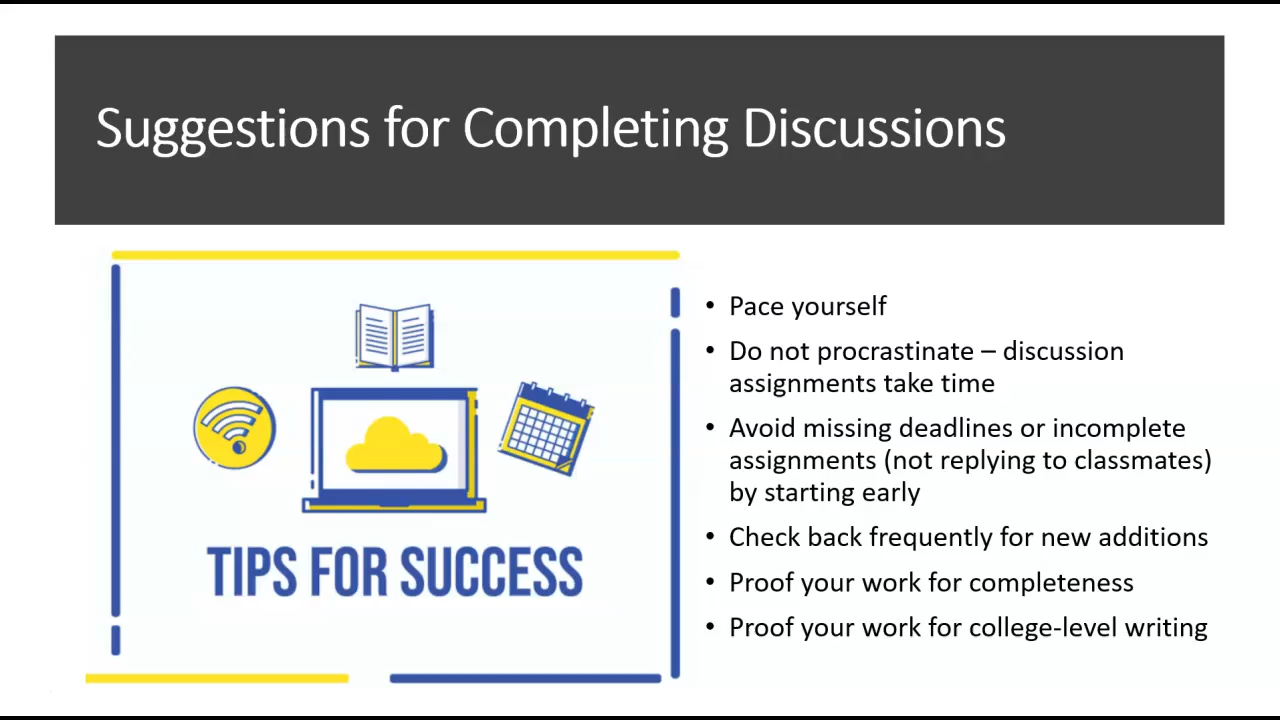 Suggestions for Completing Discussions
TIPS FOR SUCCESS
• Pace yourself
• Do not procrastinate – discussion
assignments take time
• Avoid missing deadlines or incomplete
assignments (not replying to classmates)
by starting early
• Check back frequently for new additions
• Proof your work for completeness
• Proof your work for college-level writing